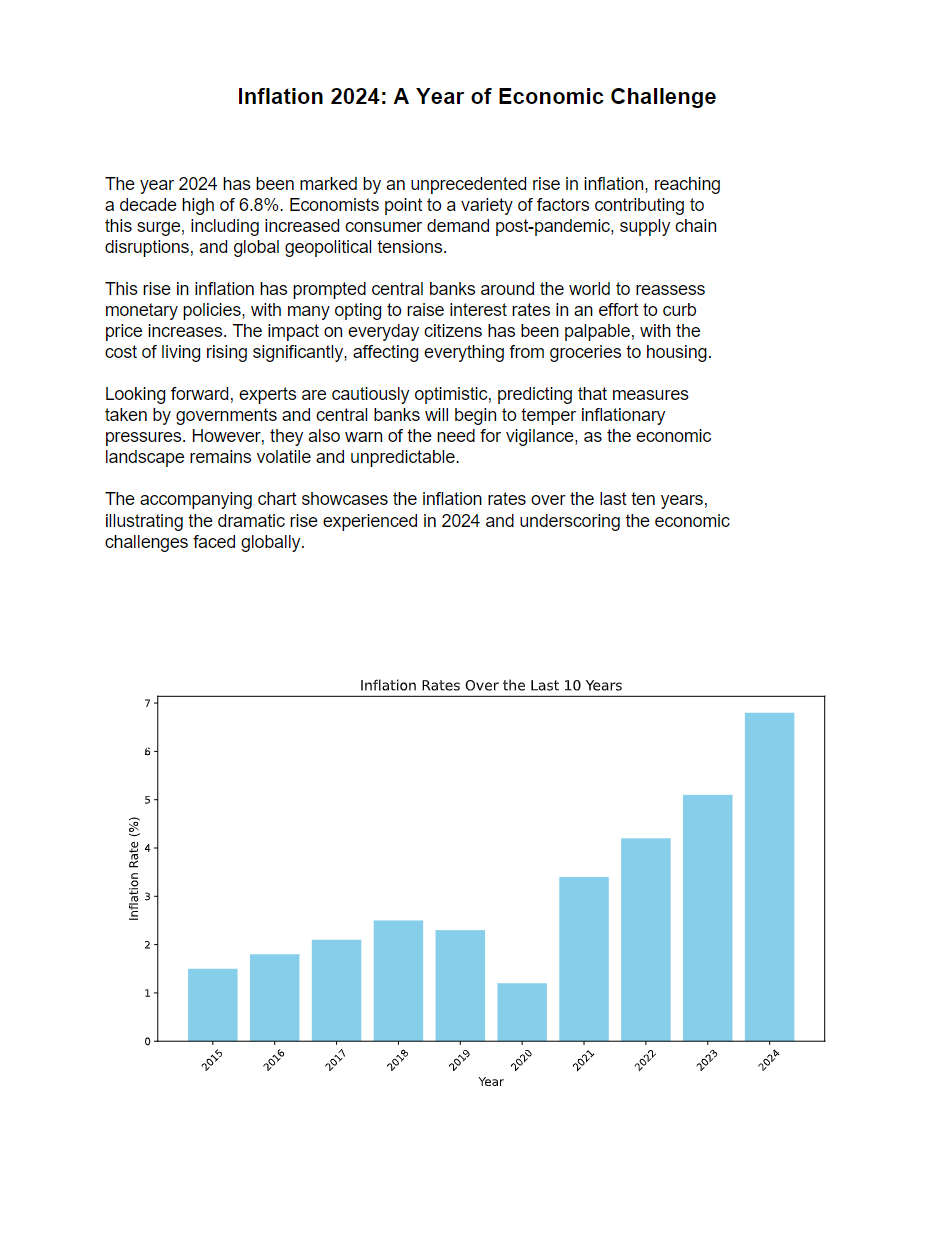 Inflation 2024: A Year of Economic Challenge
The year 2024 has been marked by an unprecedented rise in inflation, reaching
a decade high of 6.8%. Economists point to a variety of factors contributing to
this surge, including increased consumer demand post-pandemic, supply chain
disruptions, and global geopolitical tensions.
This rise in inflation has prompted central banks around the world to reassess
monetary policies, with many opting to raise interest rates in an effort to curb
price increases. The impact on everyday citizens has been palpable, with the
cost of living rising significantly, affecting everything from groceries to housing.
Looking forward, experts are cautiously optimistic, predicting that measures
taken by governments and central banks will begin to temper inflationary
pressures. However, they also warn of the need for vigilance, as the economic
landscape remains volatile and unpredictable.
The accompanying chart showcases the inflation rates over the last ten years,
illustrating the dramatic rise experienced in 2024 and underscoring the economic
challenges faced globally.
Inflation Rates Over the Last 10 Years
7
6
5
4
3
2
1
0
Inflation Rate (%)
2015 2016 2017 2018 2019 2020 2021 2022 2023 2024
Year